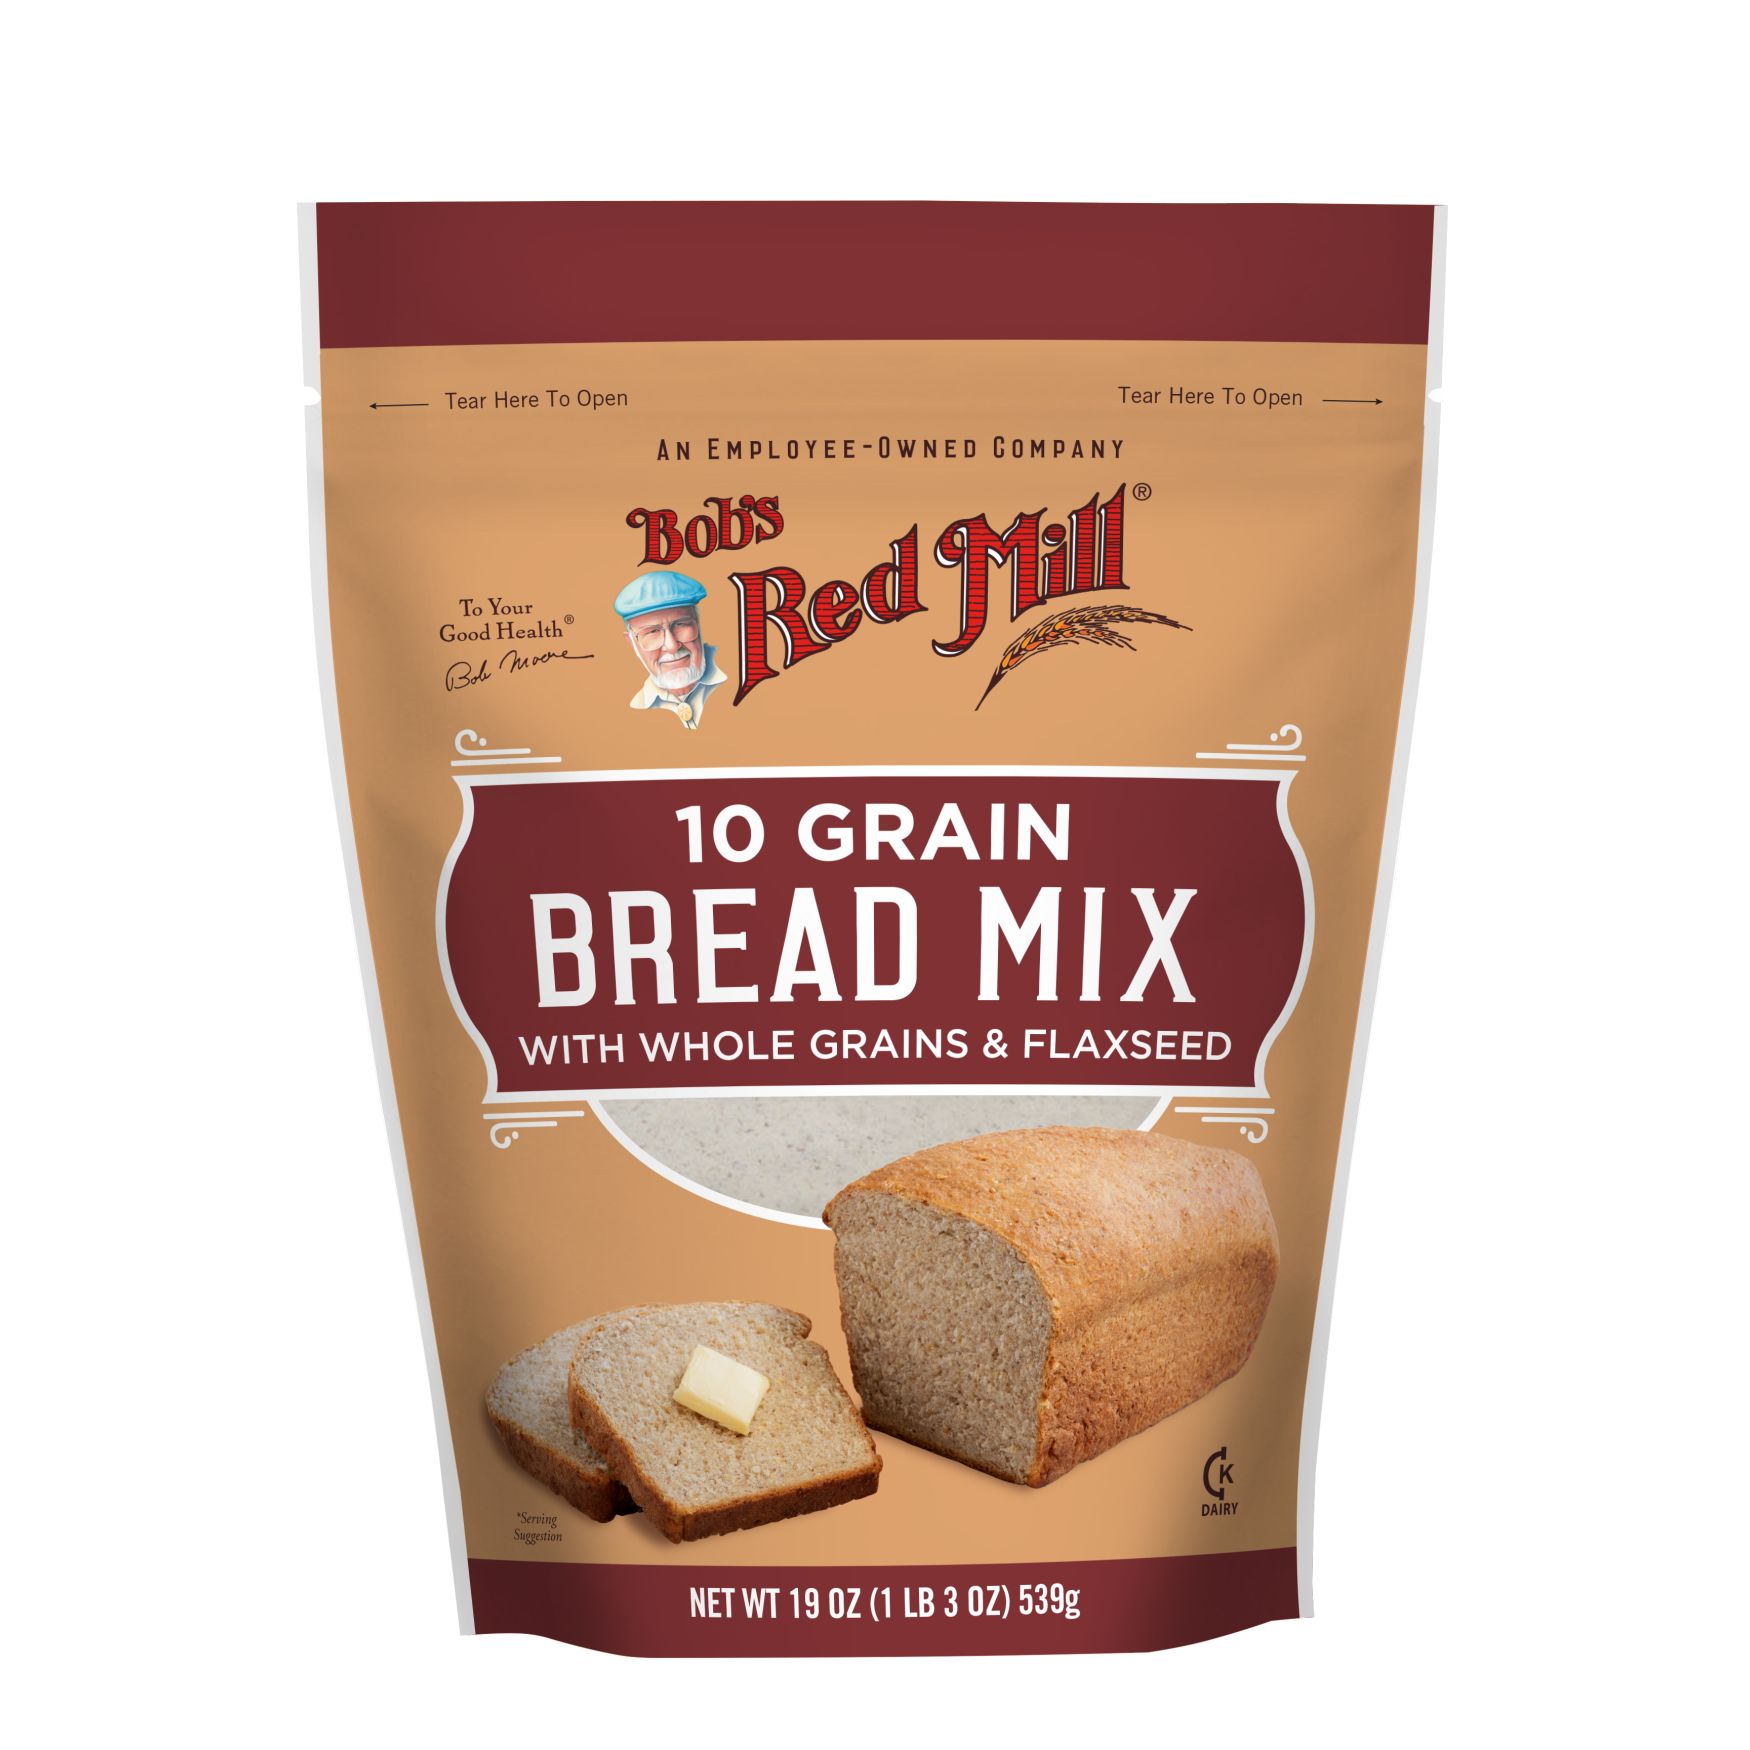 Tear Here To Open
Tear Here To Open
An Employee-Owned Company
Bob's
Red Mill®
To Your
Good Health®
Bob Moore
10 GRAIN
BREAD MIX
WITH WHOLE GRAINS & FLAXSEED
*Serving
Suggestion
K
DAIRY
NET WT 19 OZ (1 LB 3 OZ) 539g